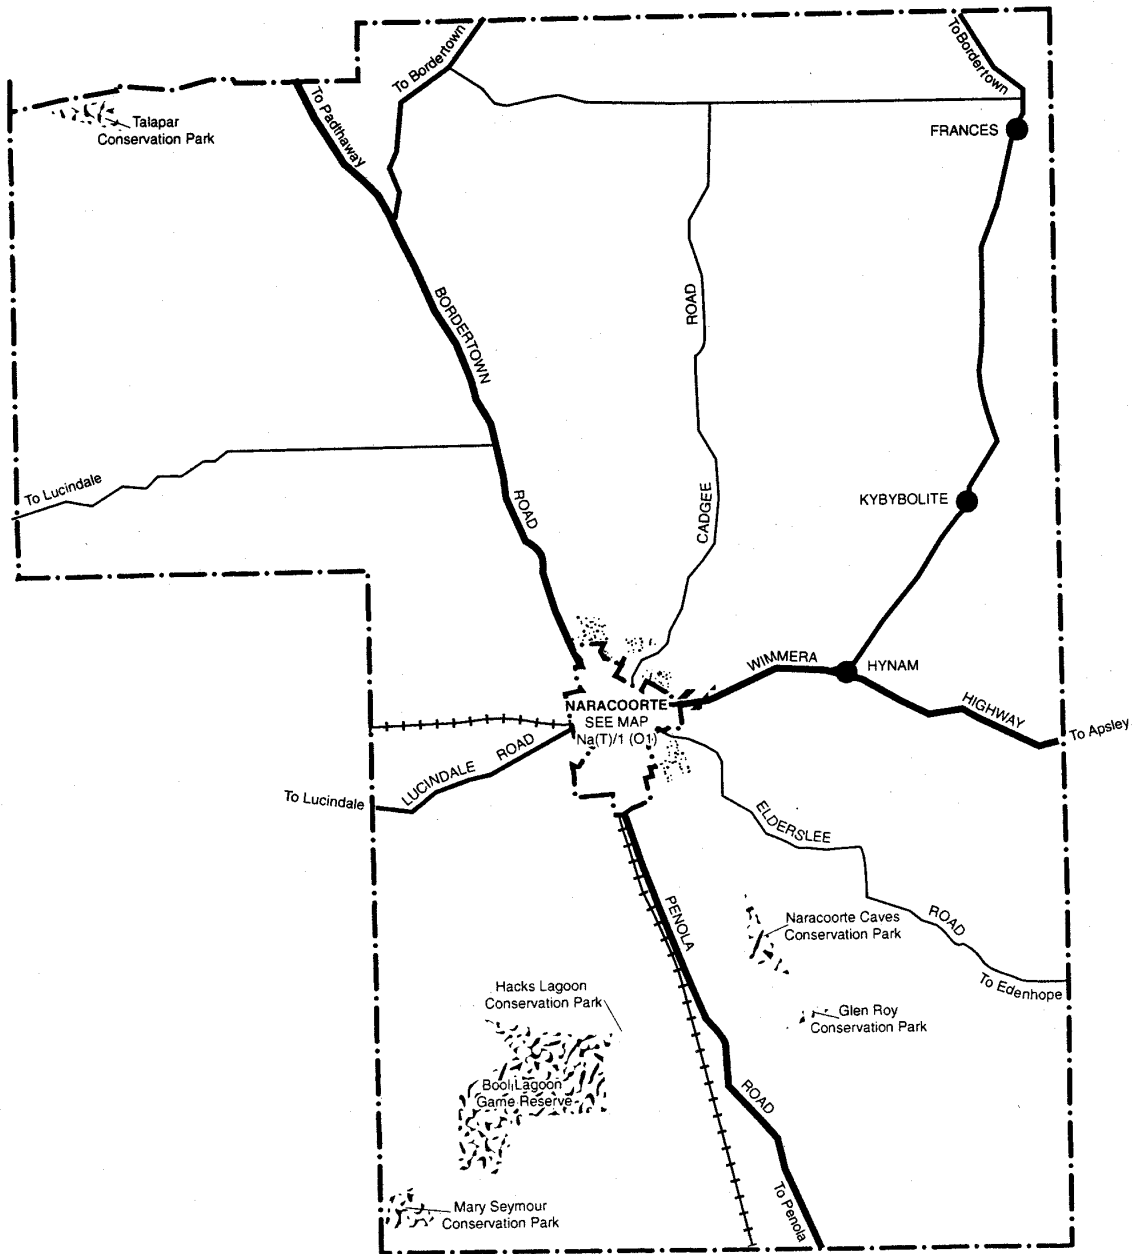 To Bordertown
To Bordertown
To Padthaway
Talapar
Conservation Park
FRANCES
BORDERTOWN
ROAD
ROAD
CADGEE
To Lucindale
KYBYBOLITE
WIMMERA
HYNAM
HIGHWAY
To Apsley
NARACOORTE
SEE MAP
Na(T)/1 (O1)
LUCINDALE
ROAD
To Lucindale
ELDERSLEE
ROAD
To Edenhope
PENOLA
Naracoorte Caves
Conservation Park
Glen Roy
Conservation Park
Hacks Lagoon
Conservation Park
Bool Lagoon
Game Reserve
ROAD
To Penola
Mary Seymour
Conservation Park